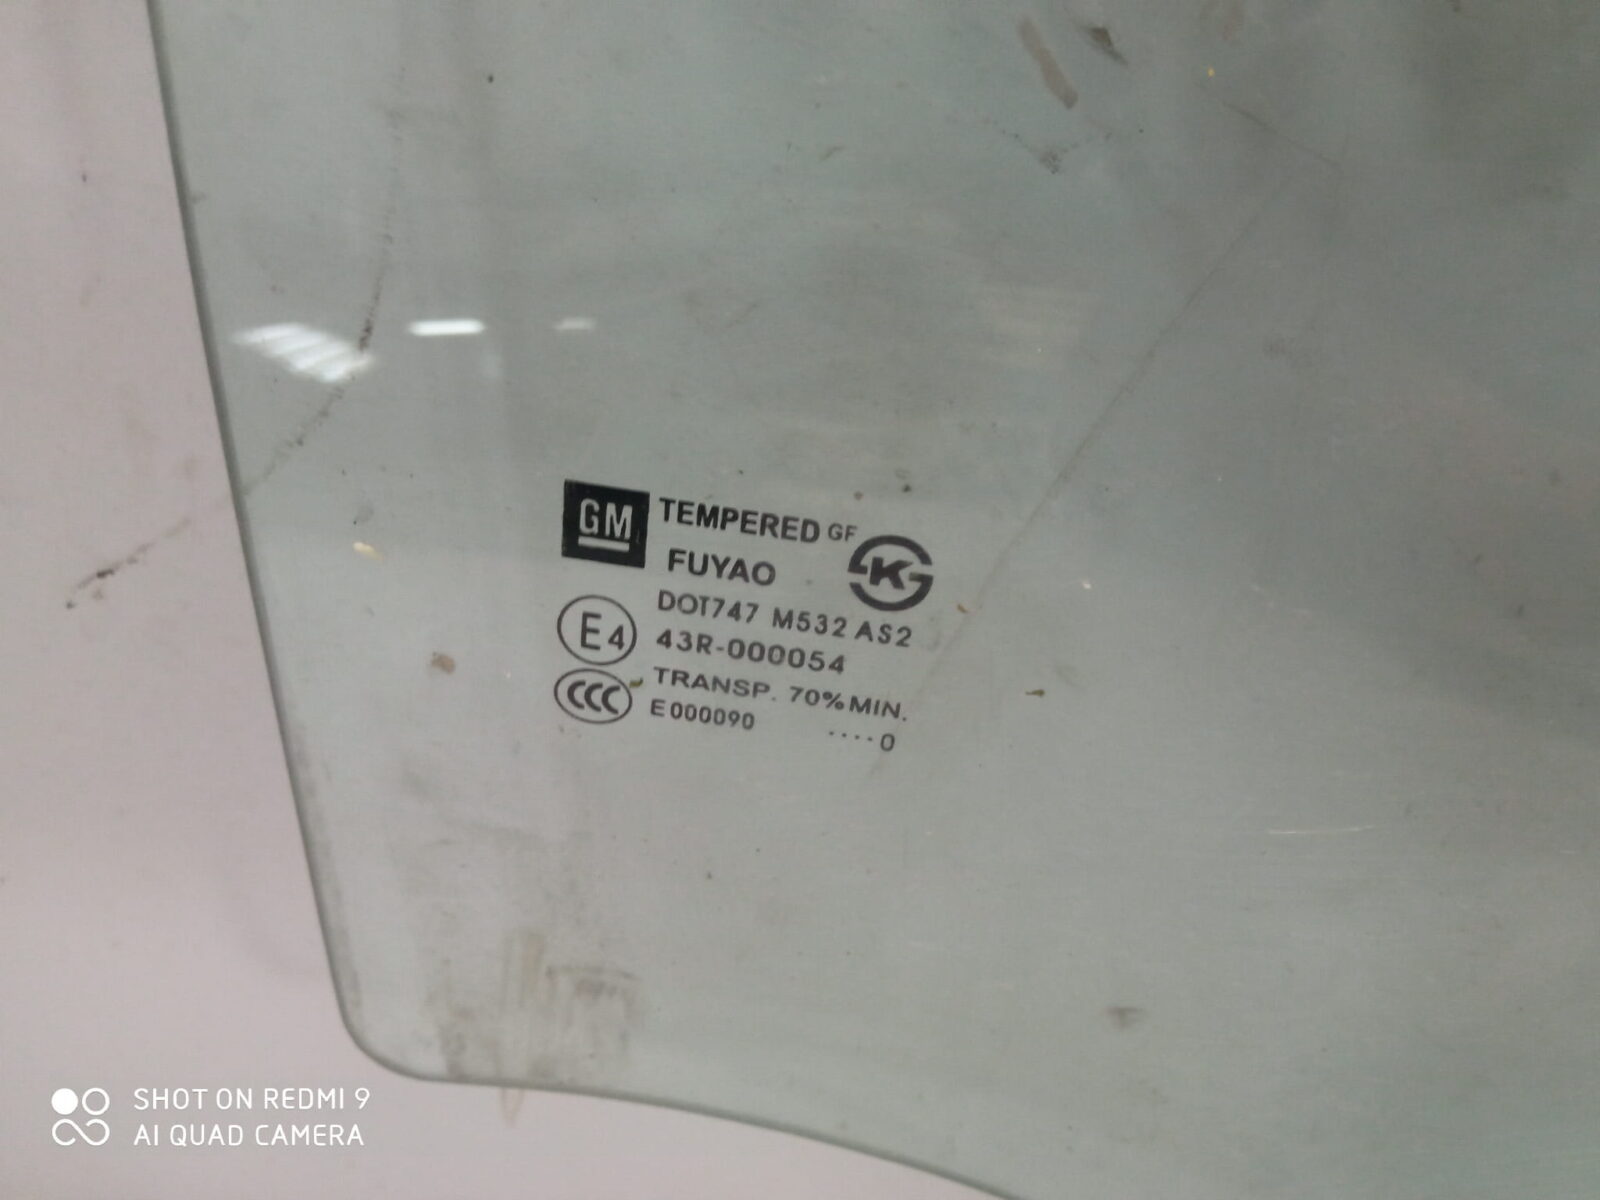 GM TEMPERED GF
FUYAO
K
DOT747 M532 AS2
E4 43R-000054
CCC TRANSP. 70% MIN.
E000090 ....0
SHOT ON REDMI 9
AI QUAD CAMERA